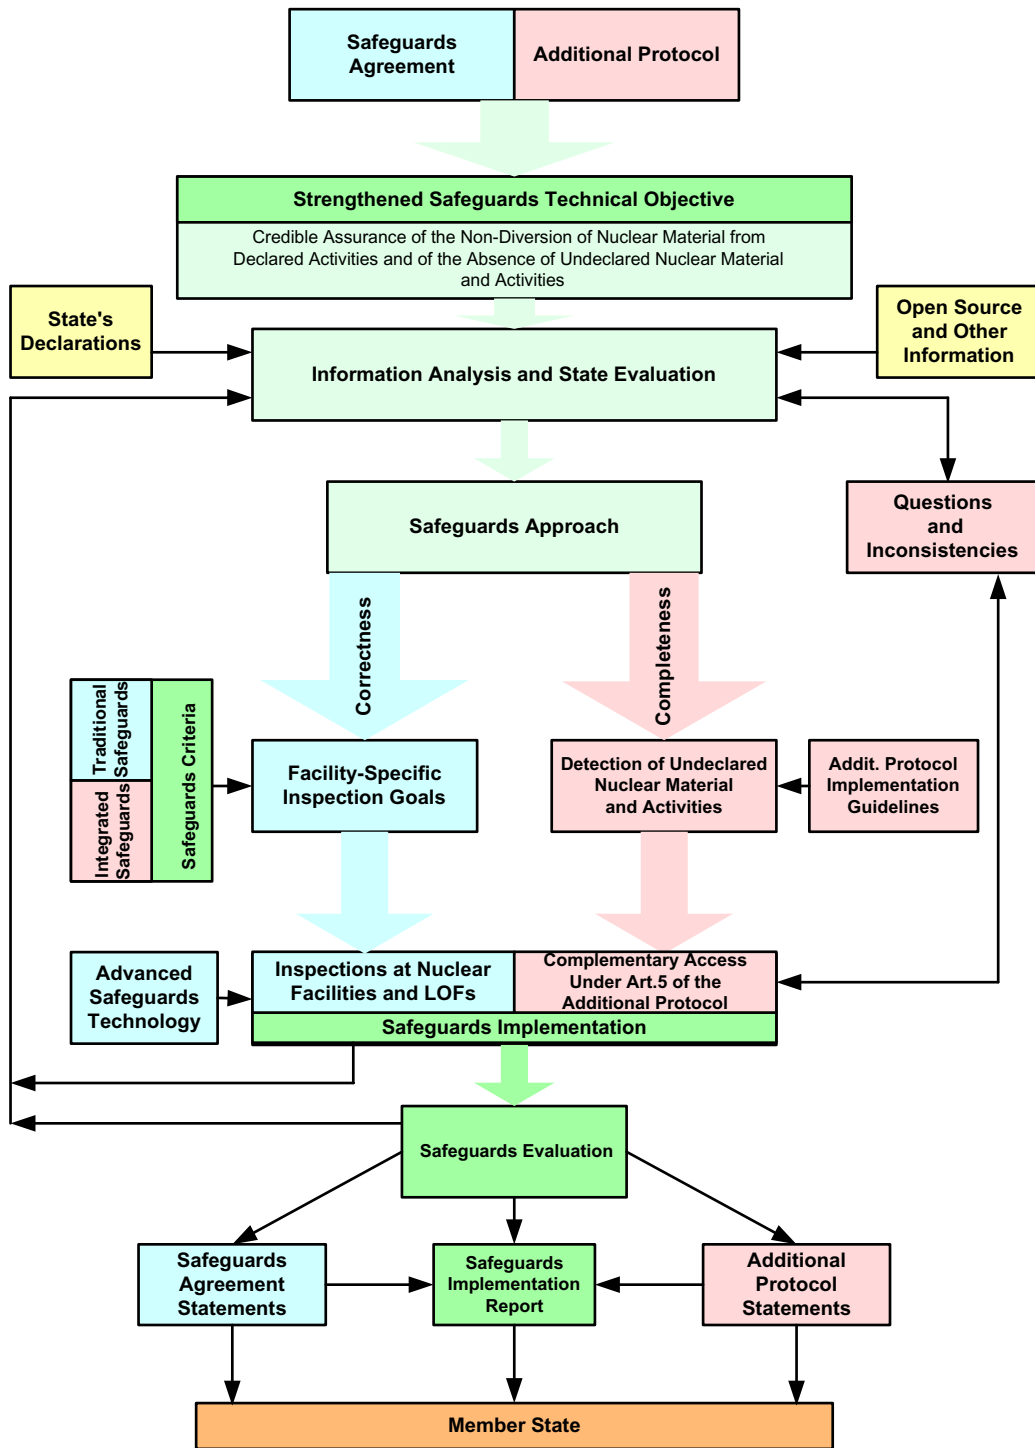 Safeguards
Agreement
Additional Protocol
Strengthened Safeguards Technical Objective
Credible Assurance of the Non-Diversion of Nuclear Material from
Declared Activities and of the Absence of Undeclared Nuclear Material
and Activities
State's
Declarations
Open Source
and Other
Information
Information Analysis and State Evaluation
Safeguards Approach
Questions
and
Inconsistencies
Correctness
Completeness
Traditional
Safeguards
Integrated
Safeguards
Safeguards Criteria
Facility-Specific
Inspection Goals
Detection of Undeclared
Nuclear Material
and Activities
Addit. Protocol
Implementation
Guidelines
Advanced
Safeguards
Technology
Inspections at Nuclear
Facilities and LOFs
Complementary Access
Under Art.5 of the
Additional Protocol
Safeguards Implementation
Safeguards Evaluation
Safeguards
Agreement
Statements
Safeguards
Implementation
Report
Additional
Protocol
Statements
Member State